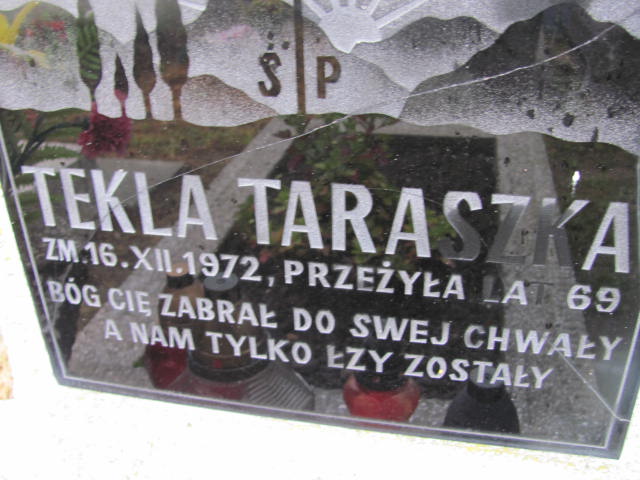 Ś P
TEKLA TARASZKA
ZM. 16. XII. 1972, PRZEŻYŁA LAT 69
BÓG CIĘ ZABRAŁ DO SWEJ CHWAŁY
A NAM TYLKO ŁZY ZOSTAŁY